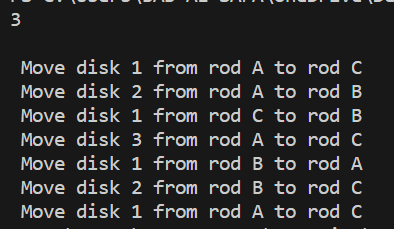 3
Move disk 1 from rod A to rod C
Move disk 2 from rod A to rod B
Move disk 1 from rod C to rod B
Move disk 3 from rod A to rod C
Move disk 1 from rod B to rod A
Move disk 2 from rod B to rod C
Move disk 1 from rod A to rod C